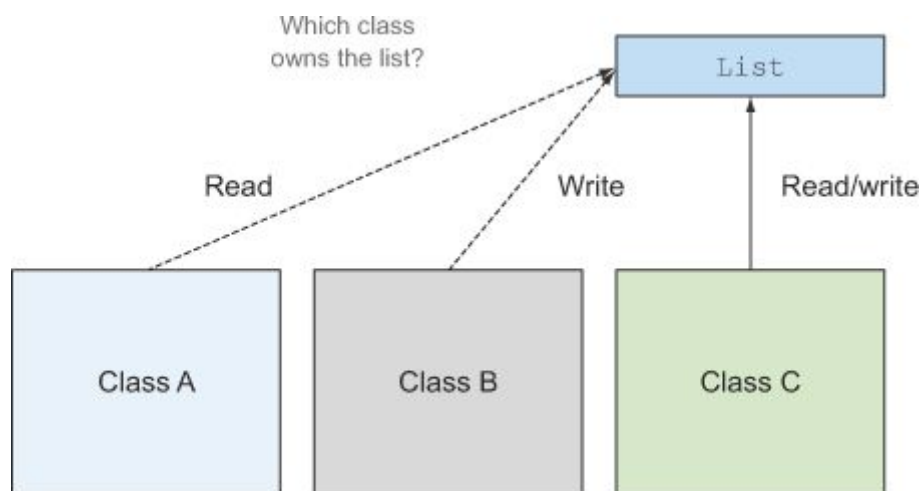 Which class
owns the list?
List
Read
Write
Read/write
Class A
Class B
Class C